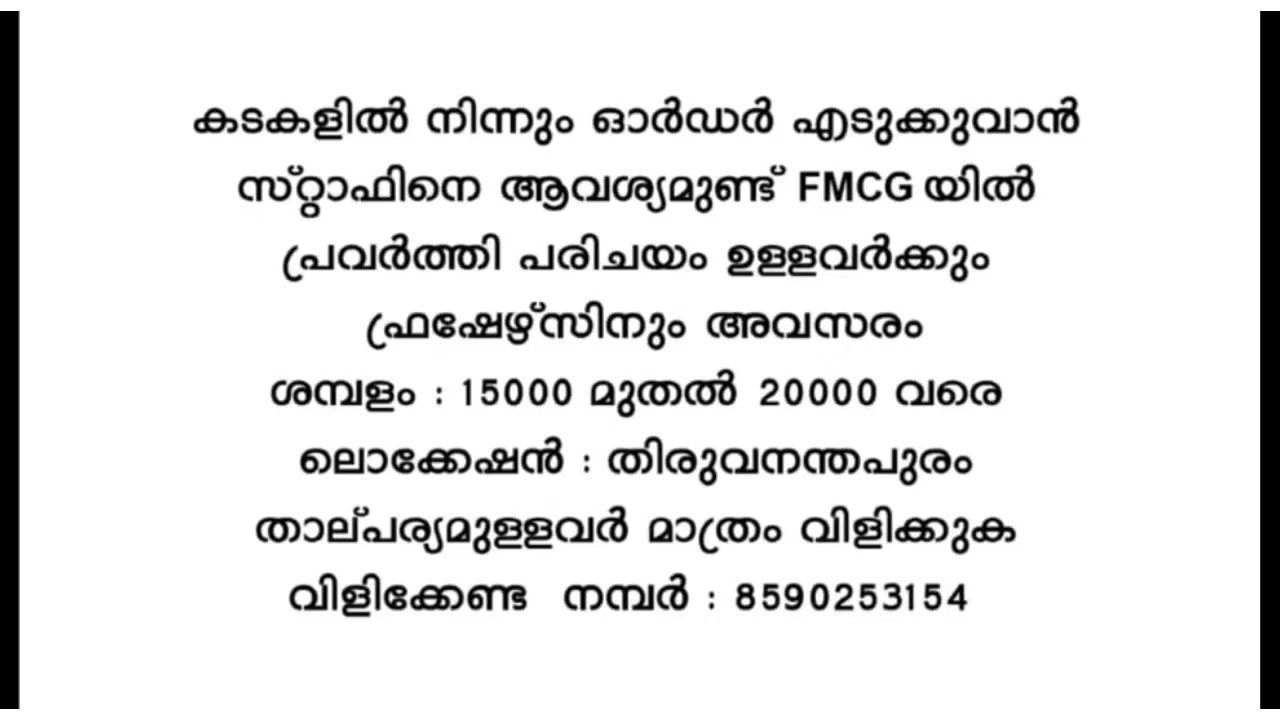 കടകളിൽ നിന്നും ഓർഡർ എടുക്കുവാൻ
സ്റ്റാഫിനെ ആവശ്യമുണ്ട് FMCG യിൽ
പ്രവർത്തി പരിചയം ഉള്ളവർക്കും
ഫ്രഷേഴ്സിനും അവസരം
ശമ്പളം : 15000 മുതൽ 20000 വരെ
ലൊക്കേഷൻ : തിരുവനന്തപുരം
താല്പര്യമുള്ളവർ മാത്രം വിളിക്കുക
വിളിക്കേണ്ട നമ്പർ : 8590253154